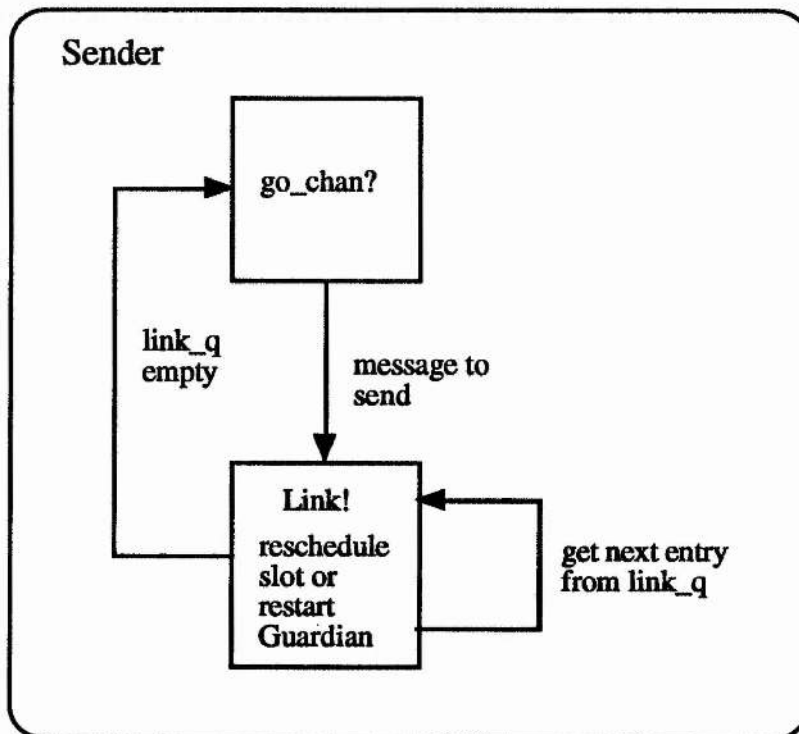 Sender
go_chan?
link_q
empty
message to
send
Link!
reschedule
slot or
restart
Guardian
get next entry
from link_q